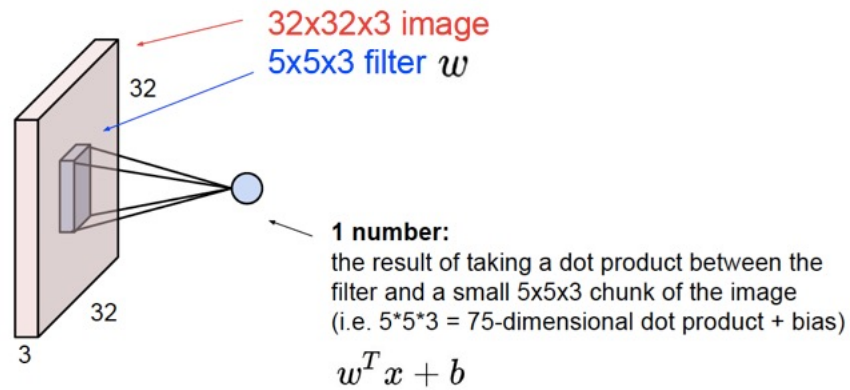 32x32x3 image
5x5x3 filter w
32
1 number:
the result of taking a dot product between the
filter and a small 5x5x3 chunk of the image
(i.e. 5*5*3 = 75-dimensional dot product + bias)
32
3
w^T x + b